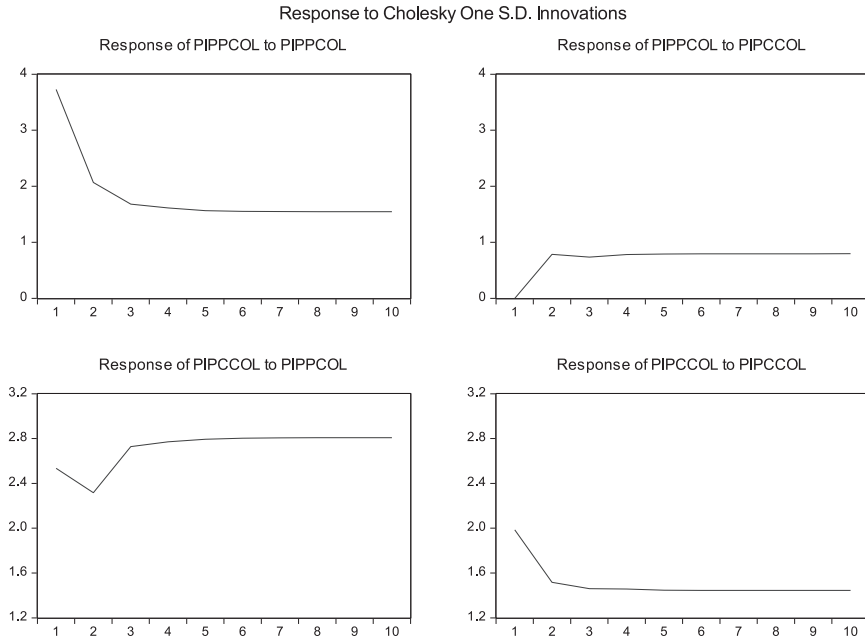 Response to Cholesky One S.D. Innovations
Response of PIPPCOL to PIPPCOL
4
3
2
1
0
1 2 3 4 5 6 7 8 9 10
Response of PIPPCOL to PIPCCOL
4
3
2
1
0
1 2 3 4 5 6 7 8 9 10
Response of PIPCCOL to PIPPCOL
3.2
2.8
2.4
2.0
1.6
1.2
1 2 3 4 5 6 7 8 9 10
Response of PIPCCOL to PIPCCOL
3.2
2.8
2.4
2.0
1.6
1.2
1 2 3 4 5 6 7 8 9 10